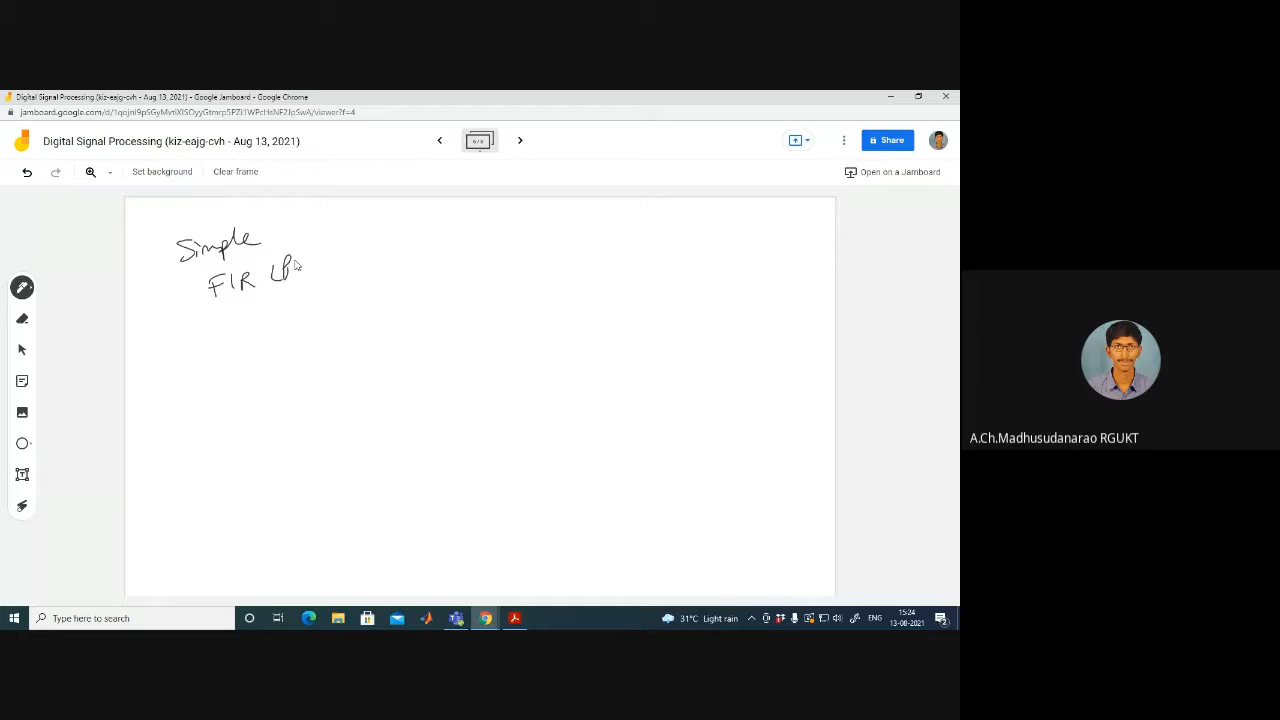 Digital Signal Processing (kiz-eajg-cvh - Aug 13, 2021) - Google Jamboard - Google Chrome
Digital Signal Processing (kiz-eajg-cvh - Aug 13, 2021)
Share
Set background
Clear frame
Open on a Jamboard
Simple
FIR LP
A.Ch.Madhusudanarao RGUKT
Type here to search
31°C Light rain
ENG
15:24
13-08-2021